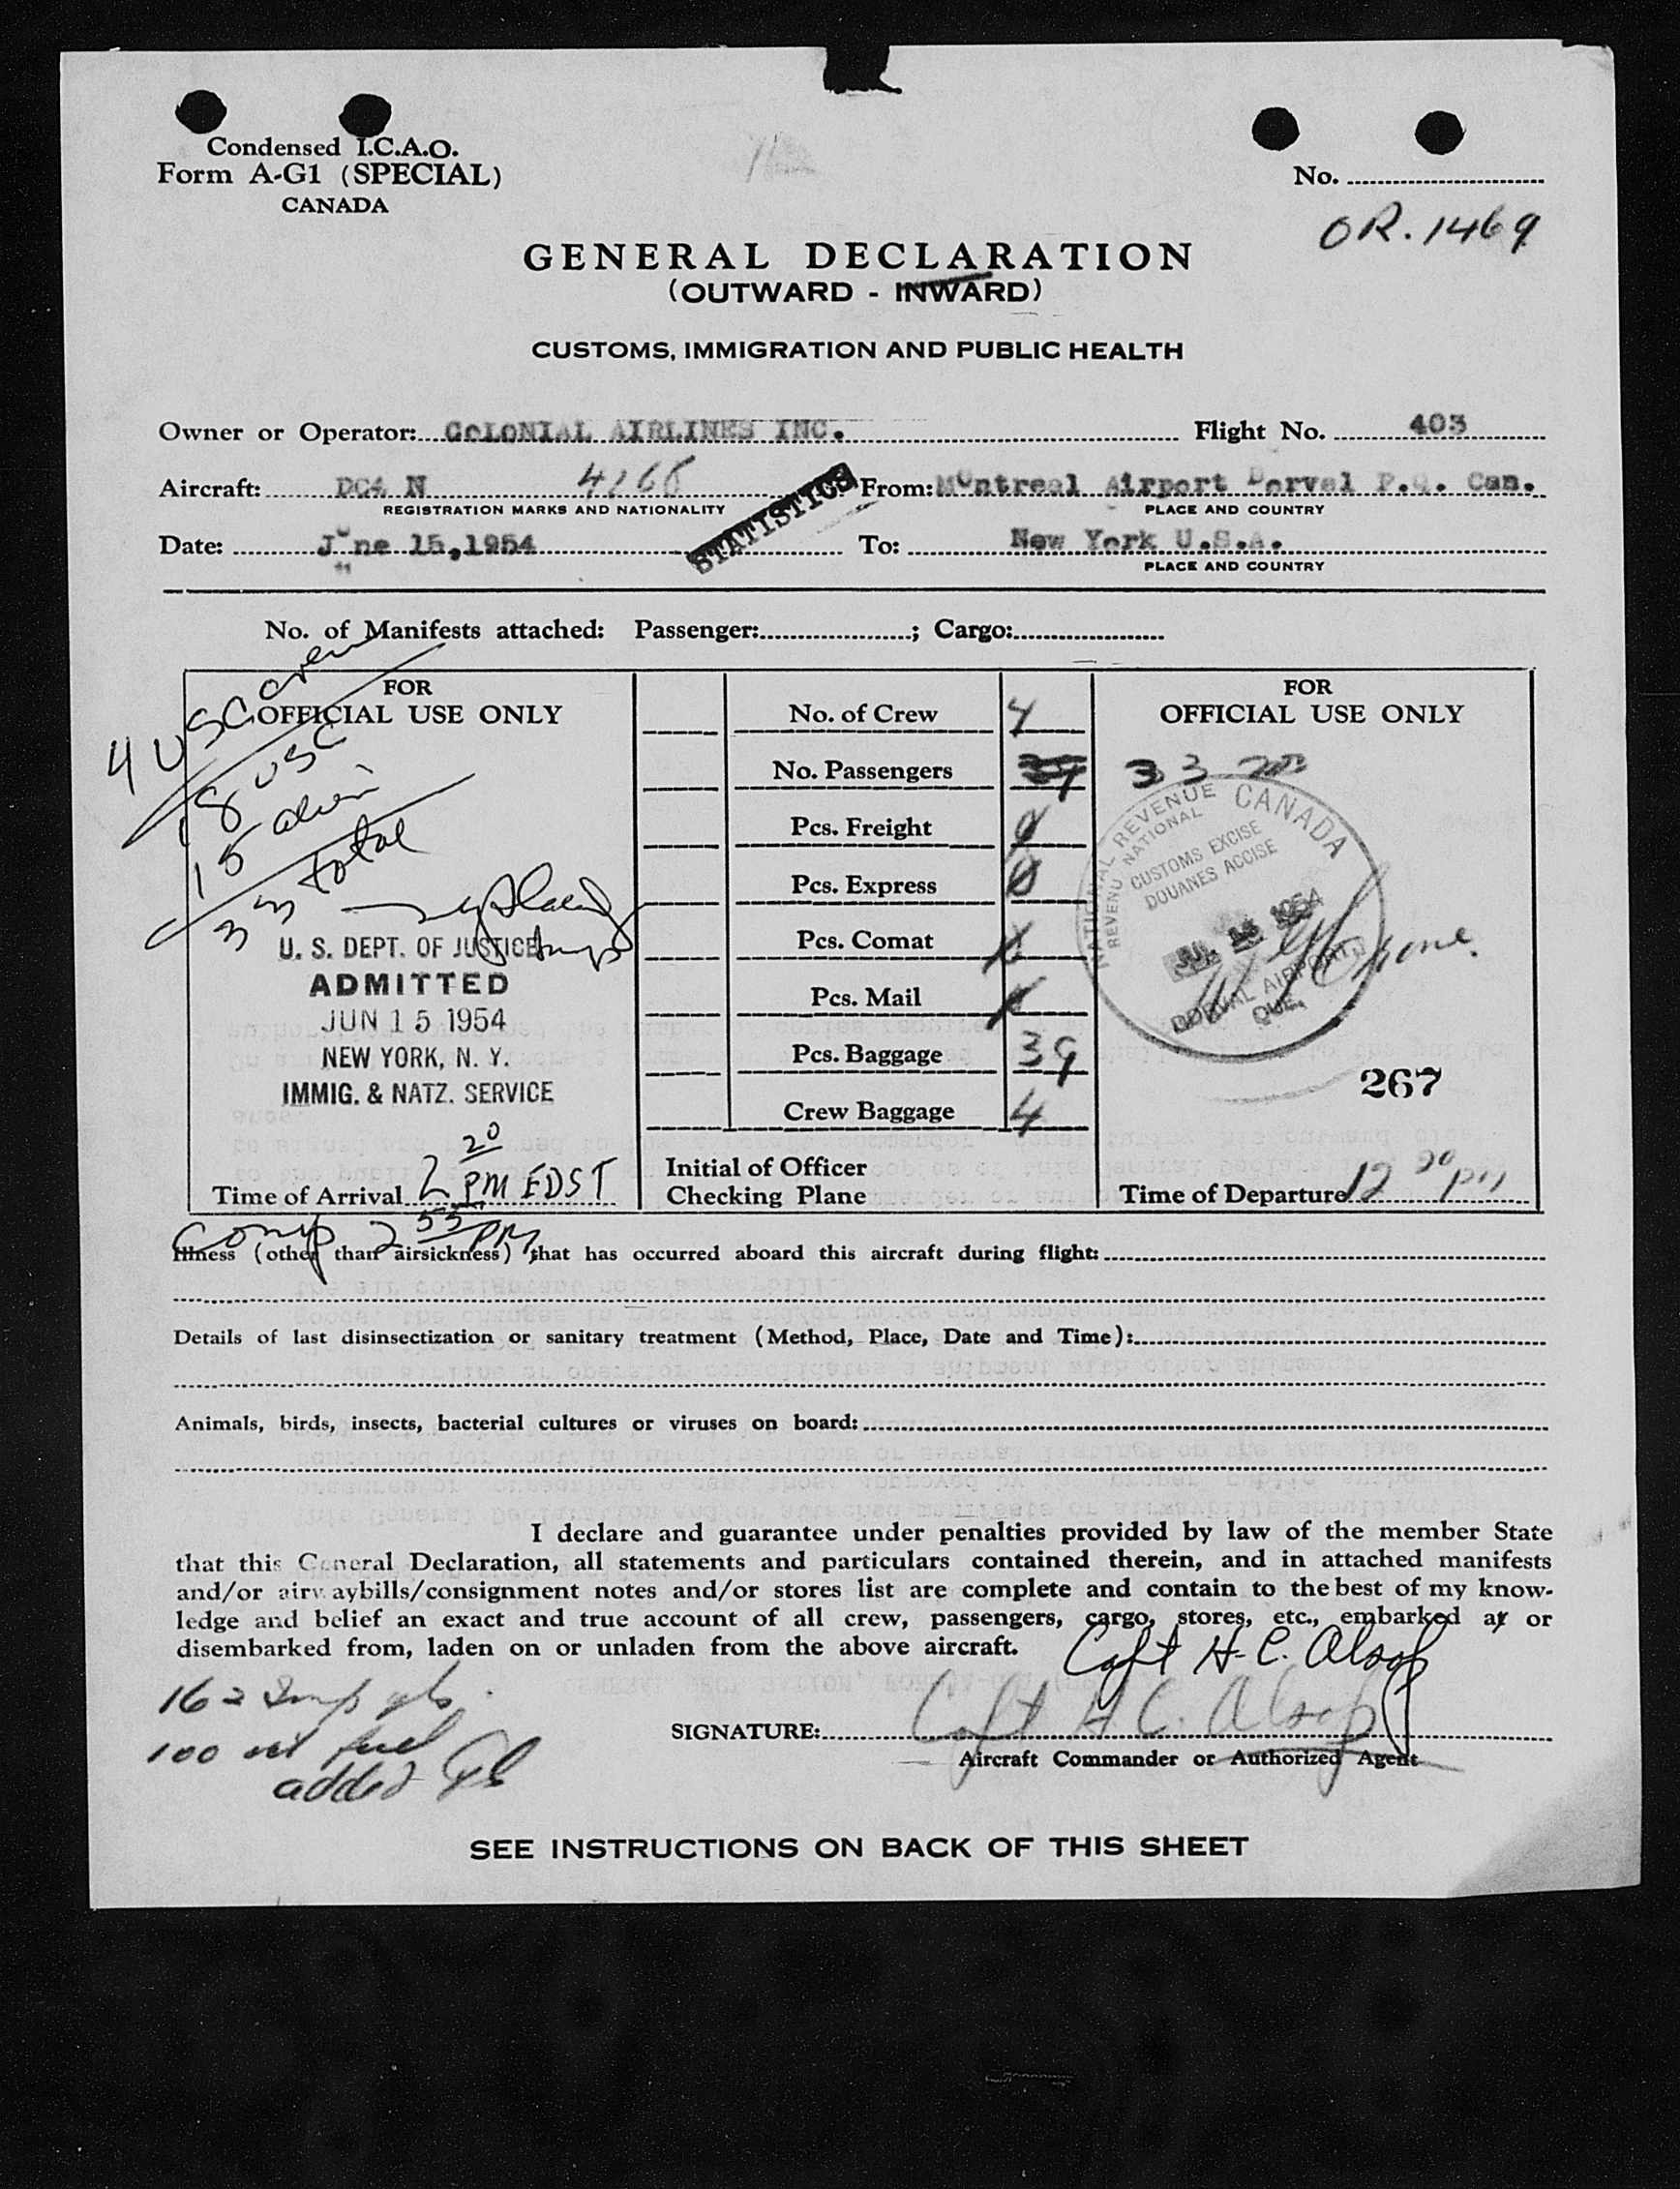 Condensed I.C.A.O.
Form A-G1 (SPECIAL)
CANADA
No.
OR. 1469
GENERAL DECLARATION
(OUTWARD - INWARD)
CUSTOMS, IMMIGRATION AND PUBLIC HEALTH
Owner or Operator: COLONIAL AIRLINES INC. Flight No. 403
Aircraft: DC4 N 4166 From: Montreal Airport Dorval P.Q. Can.
REGISTRATION MARKS AND NATIONALITY PLACE AND COUNTRY
STATISTICS
Date: June 15,1954 To: New York U.S.A.
PLACE AND COUNTRY
No. of Manifests attached: Passenger: ; Cargo:
FOR
OFFICIAL USE ONLY
4 USC crew
18 USC
15 alien
33 total
U. S. DEPT. OF JUSTICE
ADMITTED
JUN 15 1954
NEW YORK, N. Y.
IMMIG. & NATZ. SERVICE
Time of Arrival 2 20 PM EDST
No. of Crew 4
No. Passengers
Pcs. Freight
Pcs. Express
Pcs. Comat
Pcs. Mail
Pcs. Baggage 39
Crew Baggage 4
Initial of Officer
Checking Plane
FOR
OFFICIAL USE ONLY
33
NATIONAL REVENUE CANADA
REVENU NATIONAL
CUSTOMS EXCISE
DOUANES ACCISE
1954
DORVAL AIRPORT
QUE.
267
Time of Departure 12 20 pm
Comp 2 55 PM
Illness (other than airsickness) that has occurred aboard this aircraft during flight:
Details of last disinsectization or sanitary treatment (Method, Place, Date and Time):
Animals, birds, insects, bacterial cultures or viruses on board:
I declare and guarantee under penalties provided by law of the member State
that this General Declaration, all statements and particulars contained therein, and in attached manifests
and/or airwaybills/consignment notes and/or stores list are complete and contain to the best of my know-
ledge and belief an exact and true account of all crew, passengers, cargo, stores, etc., embarked at or
disembarked from, laden on or unladen from the above aircraft.
Capt H. C. Alsop
162 Imp gls.
100 oct fuel
added
SIGNATURE: Capt H. C. Alsop
Aircraft Commander or Authorized Agent
SEE INSTRUCTIONS ON BACK OF THIS SHEET